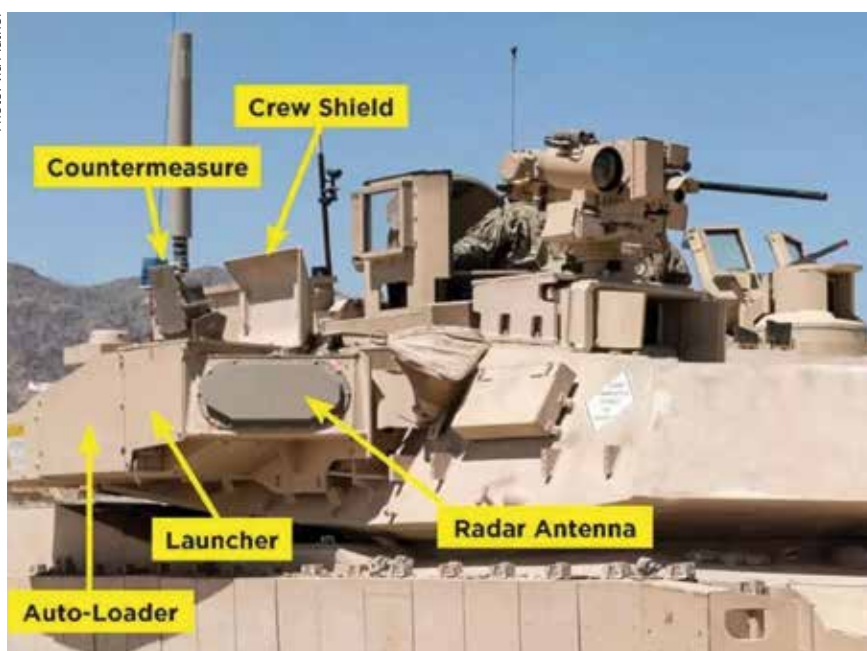 Crew Shield
Countermeasure
Radar Antenna
Launcher
Auto-Loader